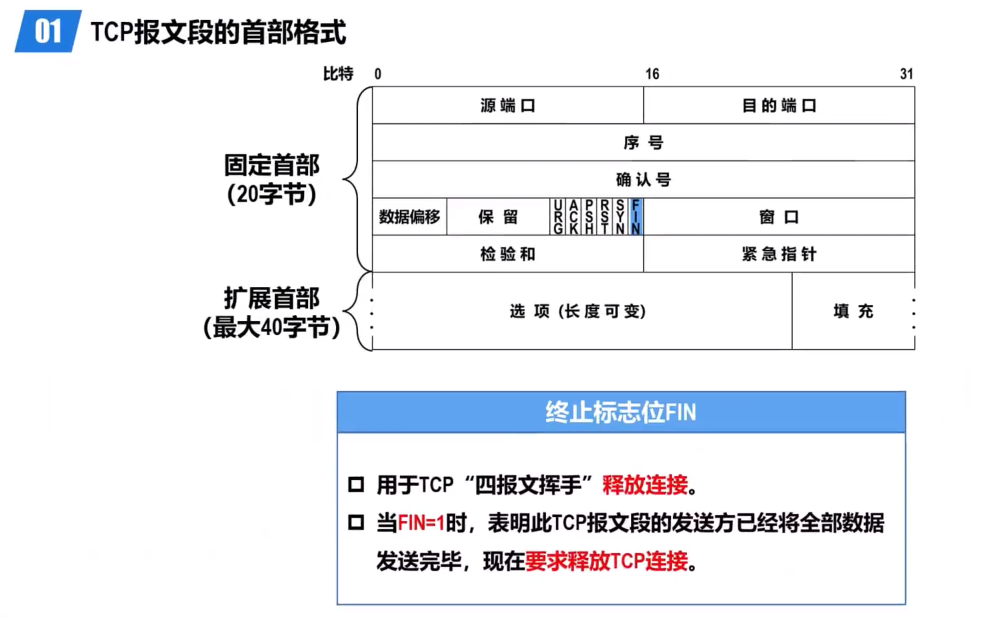 01 TCP报文段的首部格式
比特 0 16 31
源端口 目的端口
序号
确认号
固定首部
(20字节)
数据偏移 保留 URG ACK PSH RST SYN FIN 窗口
检验和 紧急指针
扩展首部
(最大40字节)
选项 (长度可变) 填充
终止标志位FIN
用于TCP“四报文挥手”释放连接。
当FIN=1时，表明此TCP报文段的发送方已经将全部数据
发送完毕，现在要求释放TCP连接。